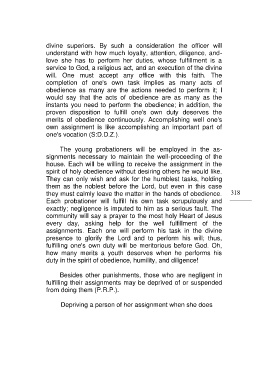 divine superiors. By such a consideration the officer will
understand with how much loyalty, attention, diligence, and-
love she has to perform her duties, whose fulfillment is a
service to God, a religious act, and an execution of the divine
will. One must accept any office with this faith. The
completion of one's own task implies as many acts of
obedience as many are the actions needed to perform it; I
would say that the acts of obedience are as many as the
instants you need to perform the obedience; in addition, the
proven disposition to fulfill one's own duty deserves the
merits of obedience continuously. Accomplishing well one's
own assignment is like accomplishing an important part of
one's vocation (S:D.D.Z.).
The young probationers will be employed in the as-
signments necessary to maintain the well-proceeding of the
house. Each will be willing to receive the assignment in the
spirit of holy obedience without desiring others he would like.
They can only wish and ask for the humblest tasks, holding
them as the noblest before the Lord, but even in this case
they must calmly leave the matter in the hands of obedience.
318
Each probationer will fulfill his own task scrupulously and
exactly; negligence is imputed to him as a serious fault. The
community will say a prayer to the most holy Heart of Jesus
every day, asking help for the well fulfillment of the
assignments. Each one will perform his task in the divine
presence to glorify the Lord and to perform his will; thus,
fulfilling one's own duty will be meritorious before God. Oh,
how many merits a youth deserves when he performs his
duty in the spirit of obedience, humility, and diligence!
Besides other punishments, those who are negligent in
fulfilling their assignments may be deprived of or suspended
from doing them (P.R.P.).
Depriving a person of her assignment when she does